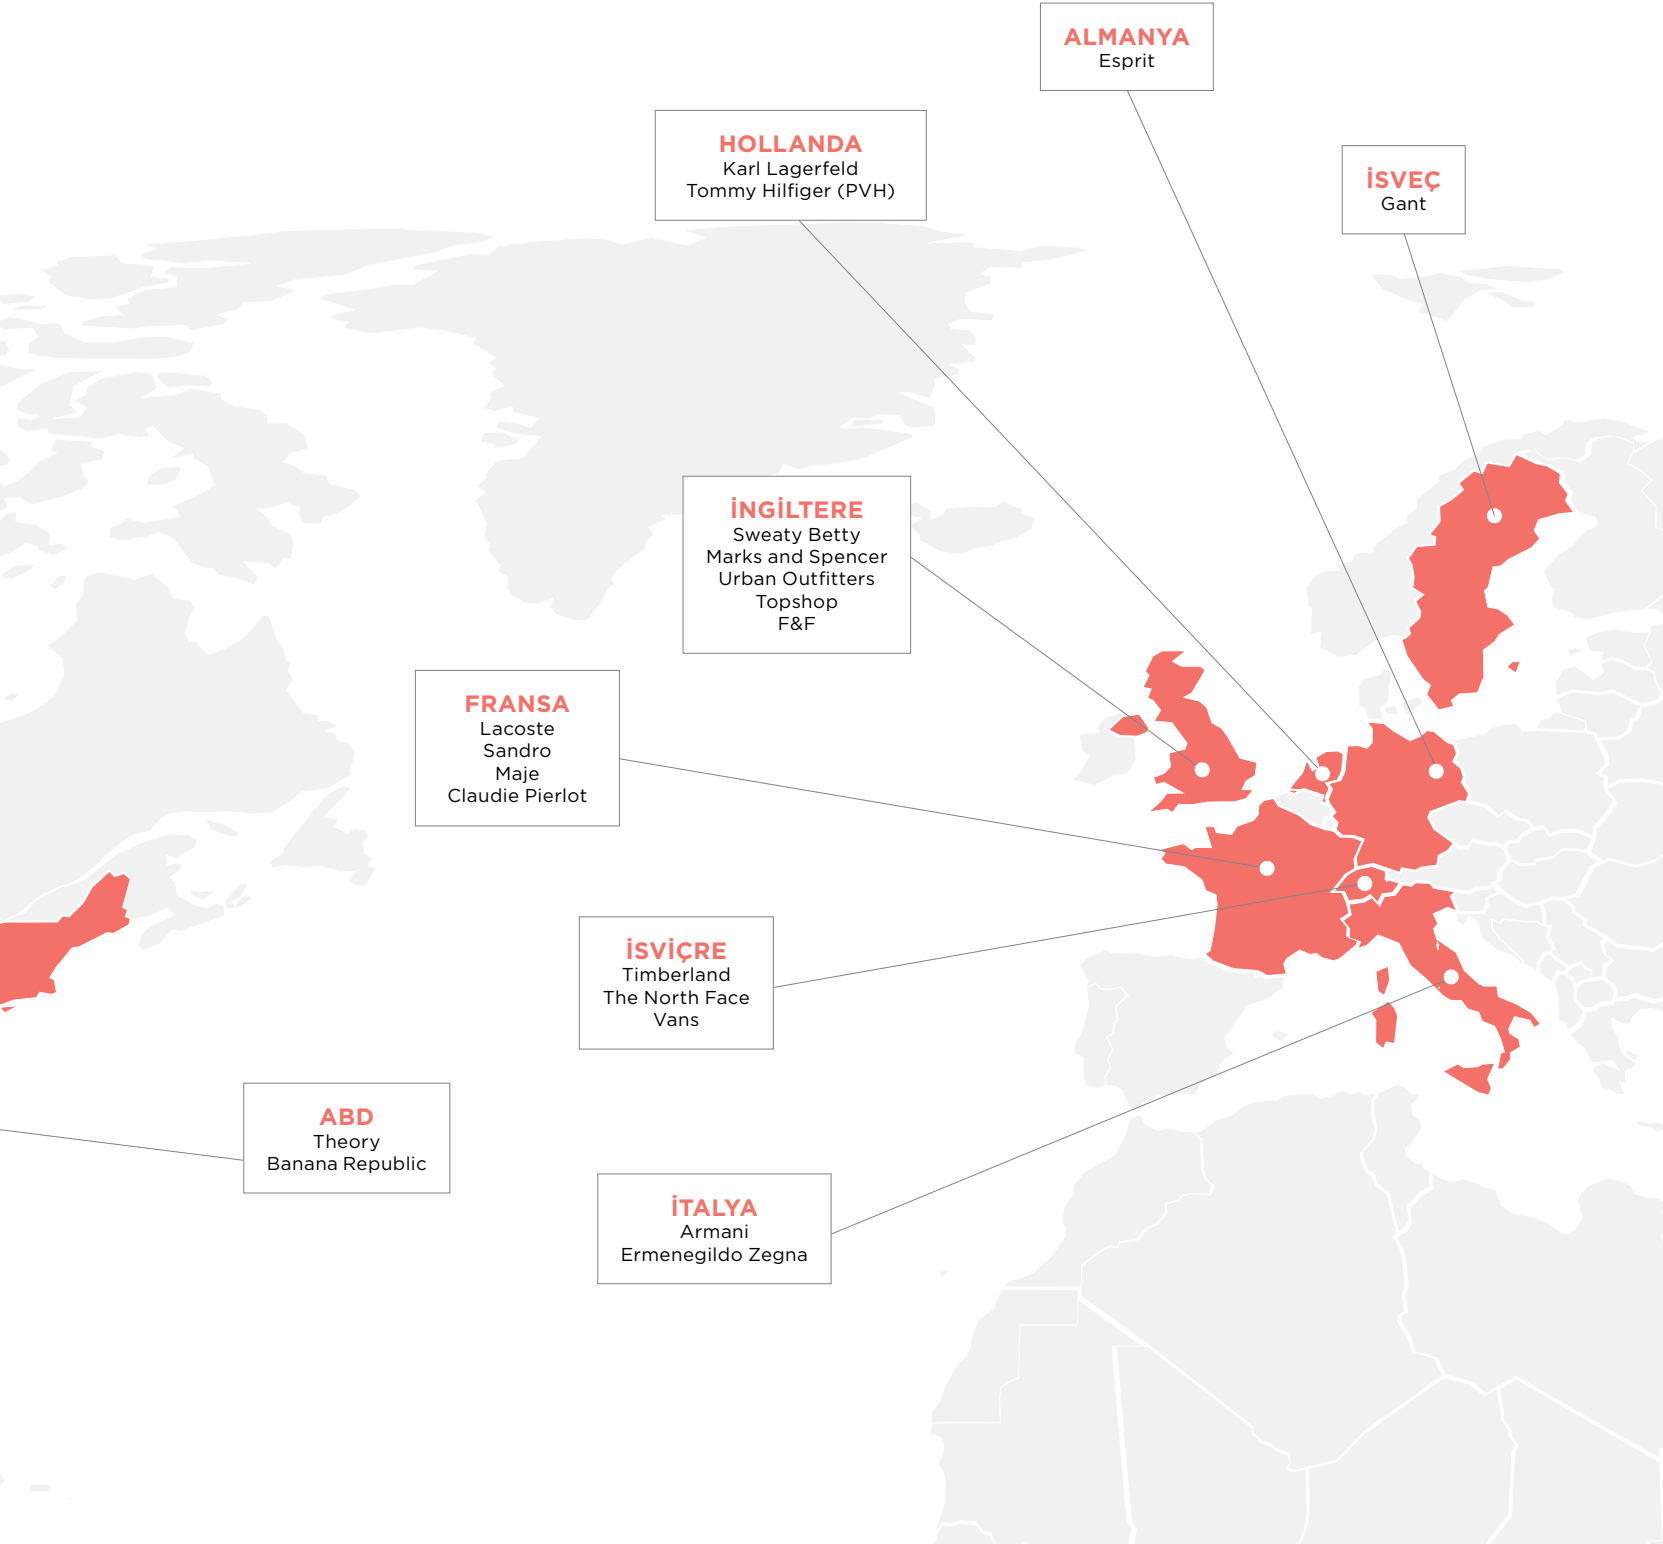 ALMANYA
Esprit
HOLLANDA
Karl Lagerfeld
Tommy Hilfiger (PVH)
İSVEÇ
Gant
İNGİLTERE
Sweaty Betty
Marks and Spencer
Urban Outfitters
Topshop
F&F
FRANSA
Lacoste
Sandro
Maje
Claudie Pierlot
İSVİÇRE
Timberland
The North Face
Vans
ABD
Theory
Banana Republic
İTALYA
Armani
Ermenegildo Zegna